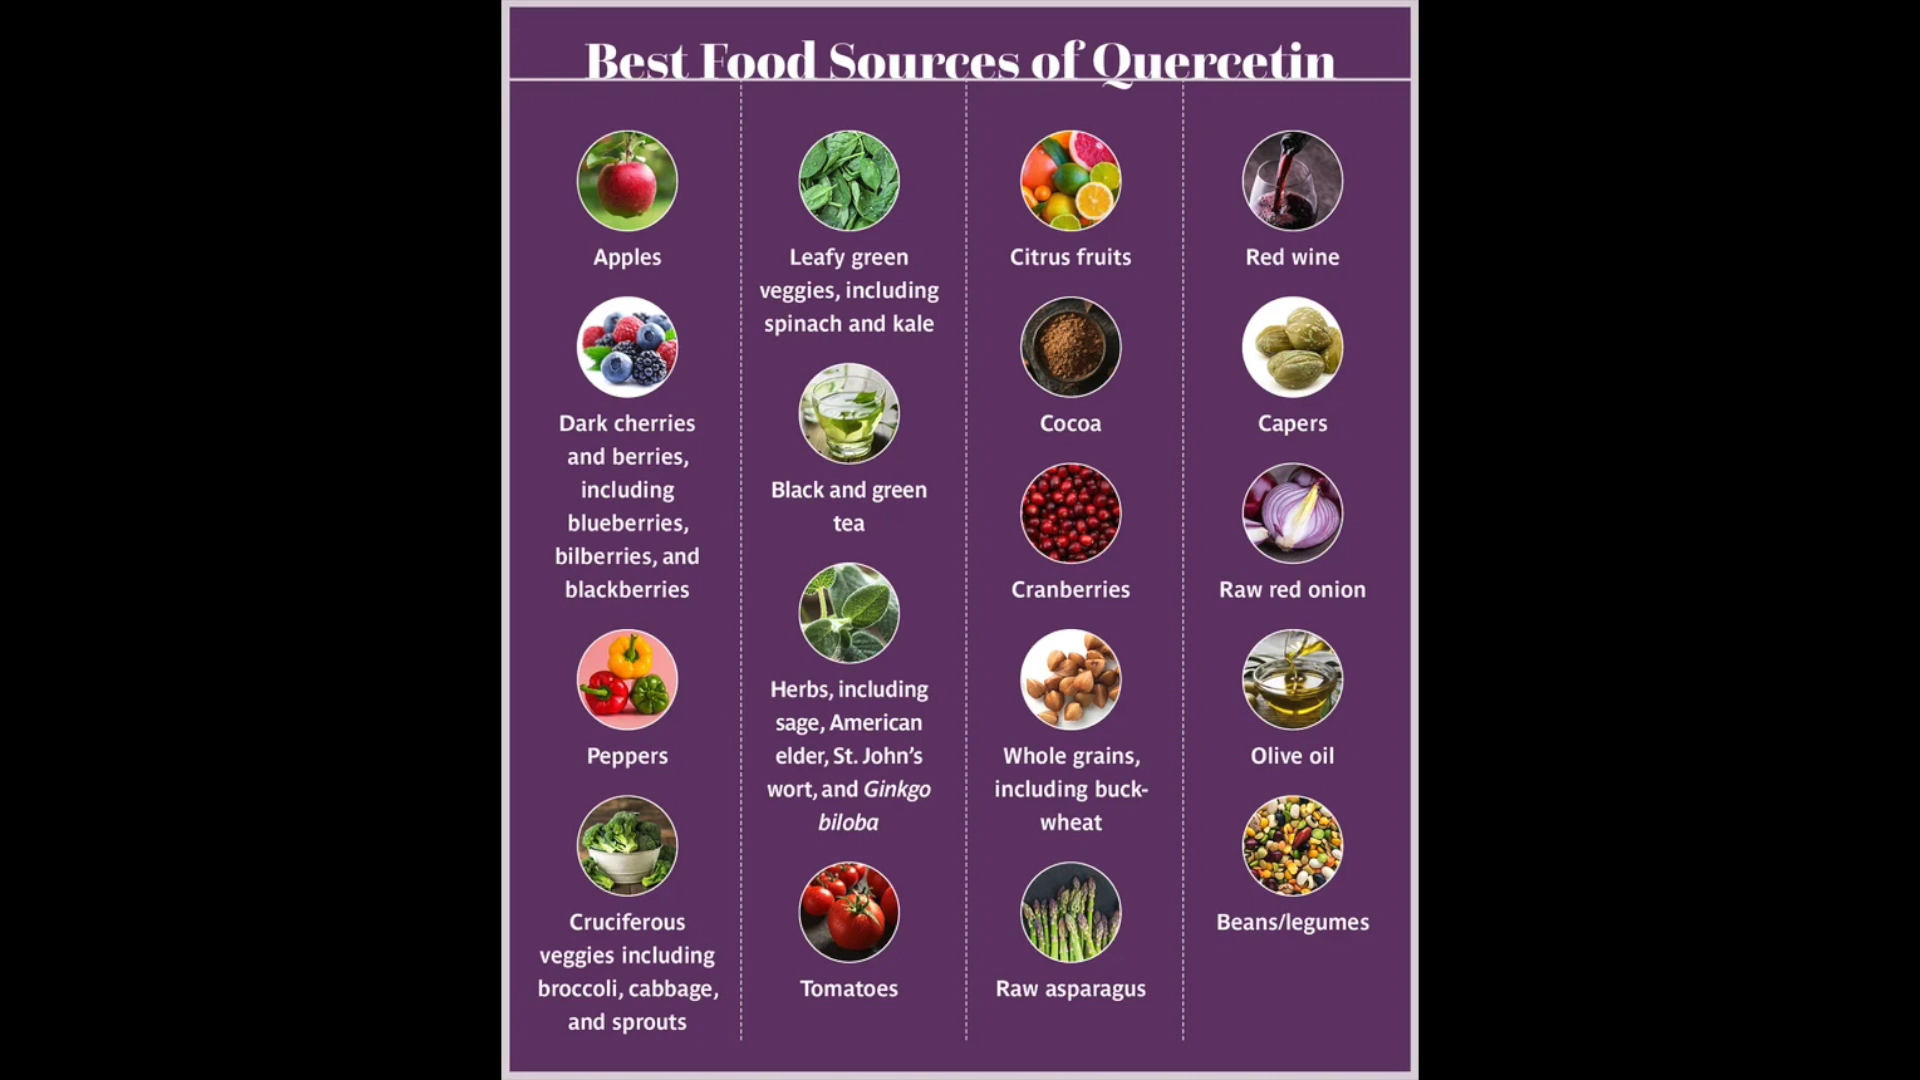 Best Food Sources of Quercetin
Apples
Dark cherries
and berries,
including
blueberries,
bilberries, and
blackberries
Peppers
Cruciferous
veggies including
broccoli, cabbage,
and sprouts
Leafy green
veggies, including
spinach and kale
Black and green
tea
Herbs, including
sage, American
elder, St. John’s
wort, and Ginkgo
biloba
Tomatoes
Citrus fruits
Cocoa
Cranberries
Whole grains,
including buck-
wheat
Raw asparagus
Red wine
Capers
Raw red onion
Olive oil
Beans/legumes